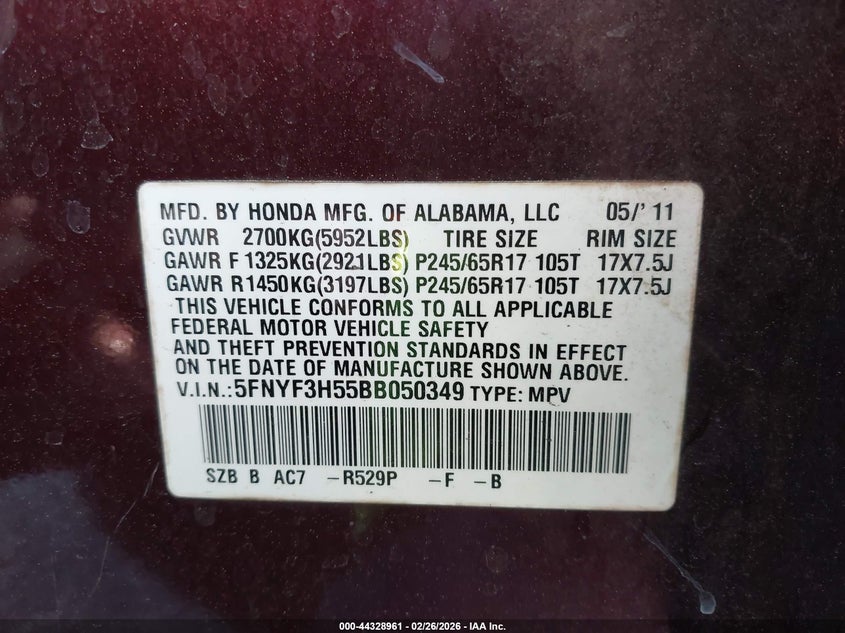 MFD. BY HONDA MFG. OF ALABAMA, LLC 05/'11
GVWR 2700KG(5952LBS) TIRE SIZE RIM SIZE
GAWR F 1325KG(2921LBS) P245/65R17 105T 17X7.5J
GAWR R1450KG(3197LBS) P245/65R17 105T 17X7.5J
THIS VEHICLE CONFORMS TO ALL APPLICABLE
FEDERAL MOTOR VEHICLE SAFETY
AND THEFT PREVENTION STANDARDS IN EFFECT
ON THE DATE OF MANUFACTURE SHOWN ABOVE.
V.I.N.:5FNYF3H55BB050349 TYPE: MPV
SZB B AC7 -R529P -F -B
000-44328961 - 02/26/2026 - IAA Inc.